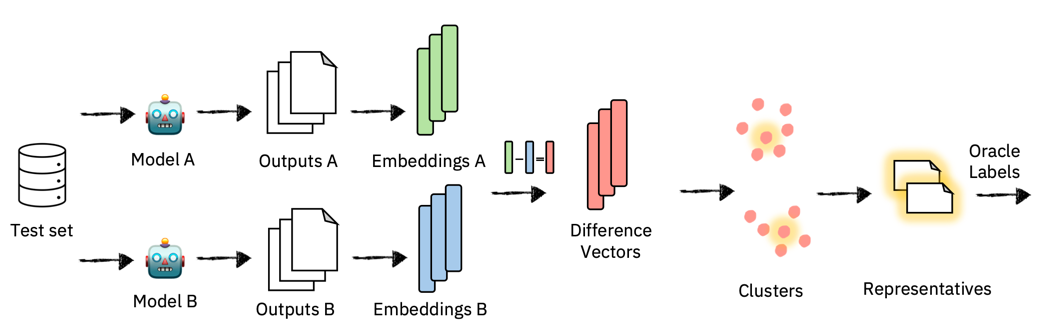 Model A
Outputs A
Embeddings A
Test set
Model B
Outputs B
Embeddings B
- =
Difference
Vectors
Clusters
Representatives
Oracle
Labels